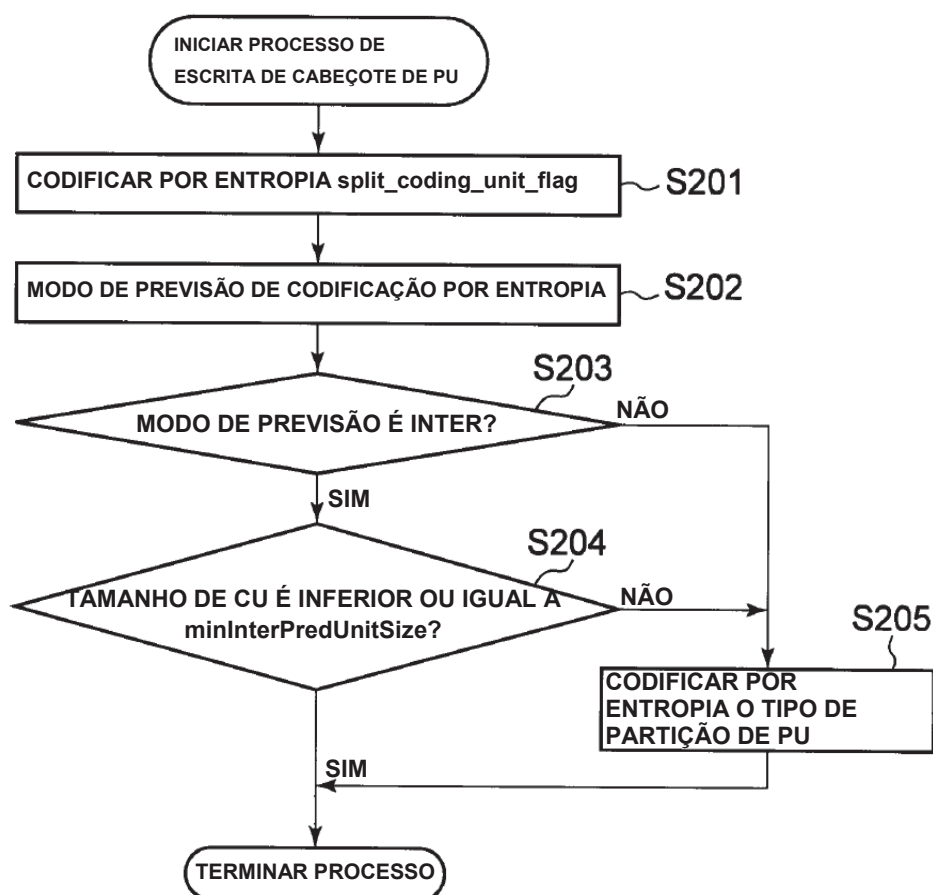 INICIAR PROCESSO DE
ESCRITA DE CABEÇOTE DE PU
CODIFICAR POR ENTROPIA split_coding_unit_flag
S201
MODO DE PREVISÃO DE CODIFICAÇÃO POR ENTROPIA
S202
S203
MODO DE PREVISÃO É INTER?
NÃO
SIM
S204
TAMANHO DE CU É INFERIOR OU IGUAL A
minInterPredUnitSize?
NÃO
S205
CODIFICAR POR
ENTROPIA O TIPO DE
PARTIÇÃO DE PU
SIM
TERMINAR PROCESSO